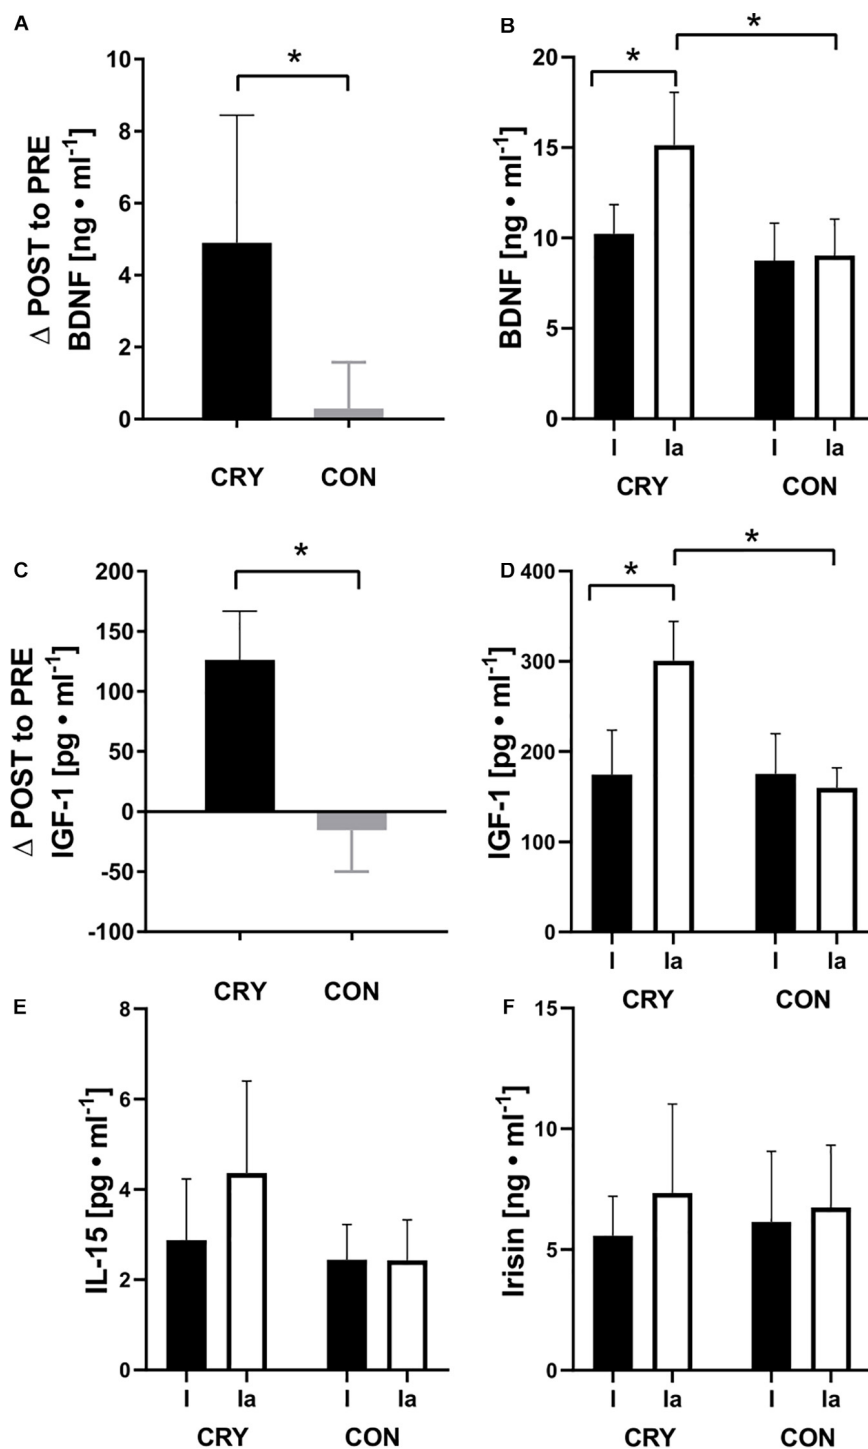 A
Δ POST to PRE
BDNF [ng • ml⁻¹]
10
8
6
4
2
0
*
CRY CON
B
BDNF [ng • ml⁻¹]
20
15
10
5
0
*
*
I Ia I Ia
CRY CON
C
Δ POST to PRE
IGF-1 [pg • ml⁻¹]
200
150
100
50
0
-50
-100
*
CRY CON
D
IGF-1 [pg • ml⁻¹]
400
300
200
100
0
*
*
I Ia I Ia
CRY CON
E
IL-15 [pg • ml⁻¹]
8
6
4
2
0
I Ia I Ia
CRY CON
F
Irisin [ng • ml⁻¹]
15
10
5
0
I Ia I Ia
CRY CON